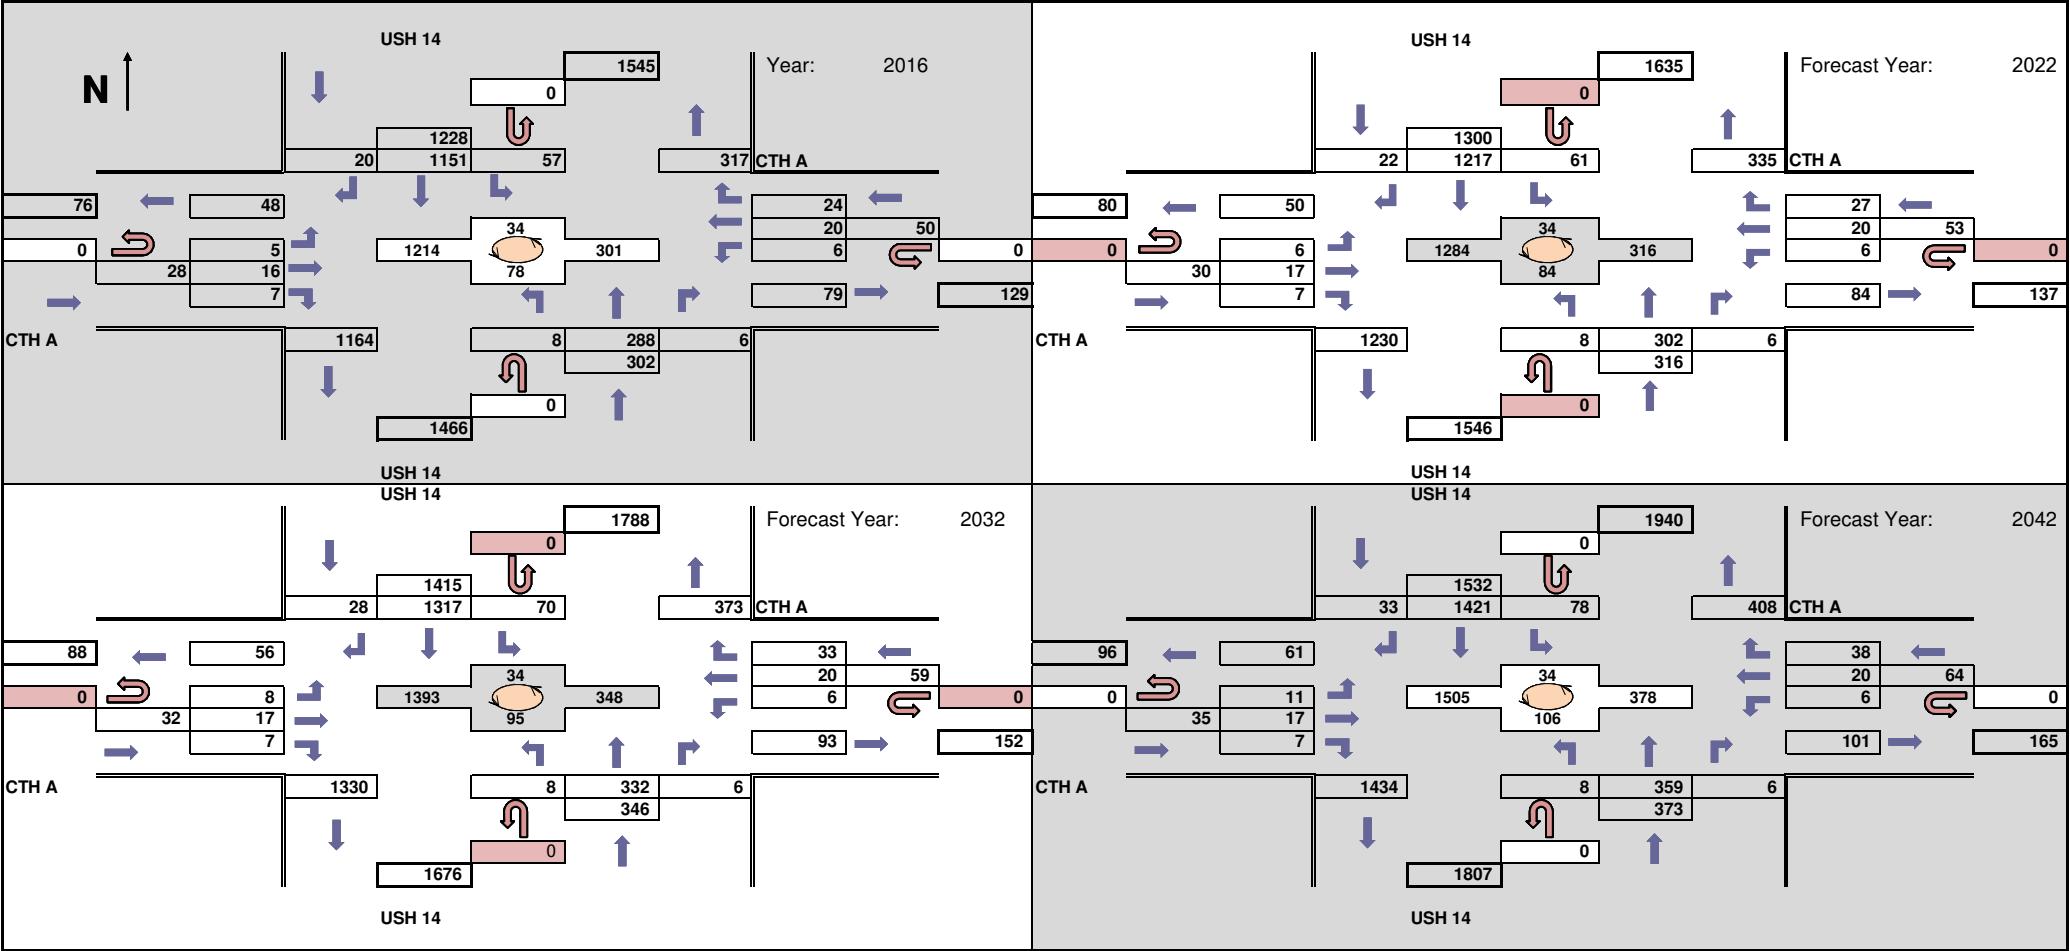 USH 14
1545
Year: 2016
N
0
1228
20 1151 57 317 CTH A
76 48 24
34
20 50
0 5 1214 301 6 0
28 16 78
7 79 129
CTH A 1164 8 288 6
302
0
1466
USH 14
USH 14
1635
Forecast Year: 2022
0
1300
22 1217 61 335 CTH A
80 50 27
34
20 53
0 6 1284 316 6 0
30 17 84
7 84 137
CTH A 1230 8 302 6
316
0
1546
USH 14
USH 14
1788
Forecast Year: 2032
0
1415
28 1317 70 373 CTH A
88 56 33
34
20 59
0 8 1393 348 6 0
32 17 95
7 93 152
CTH A 1330 8 332 6
346
0
1676
USH 14
USH 14
1940
Forecast Year: 2042
0
1532
33 1421 78 408 CTH A
96 61 38
34
20 64
0 11 1505 378 6 0
35 17 106
7 101 165
CTH A 1434 8 359 6
373
0
1807
USH 14